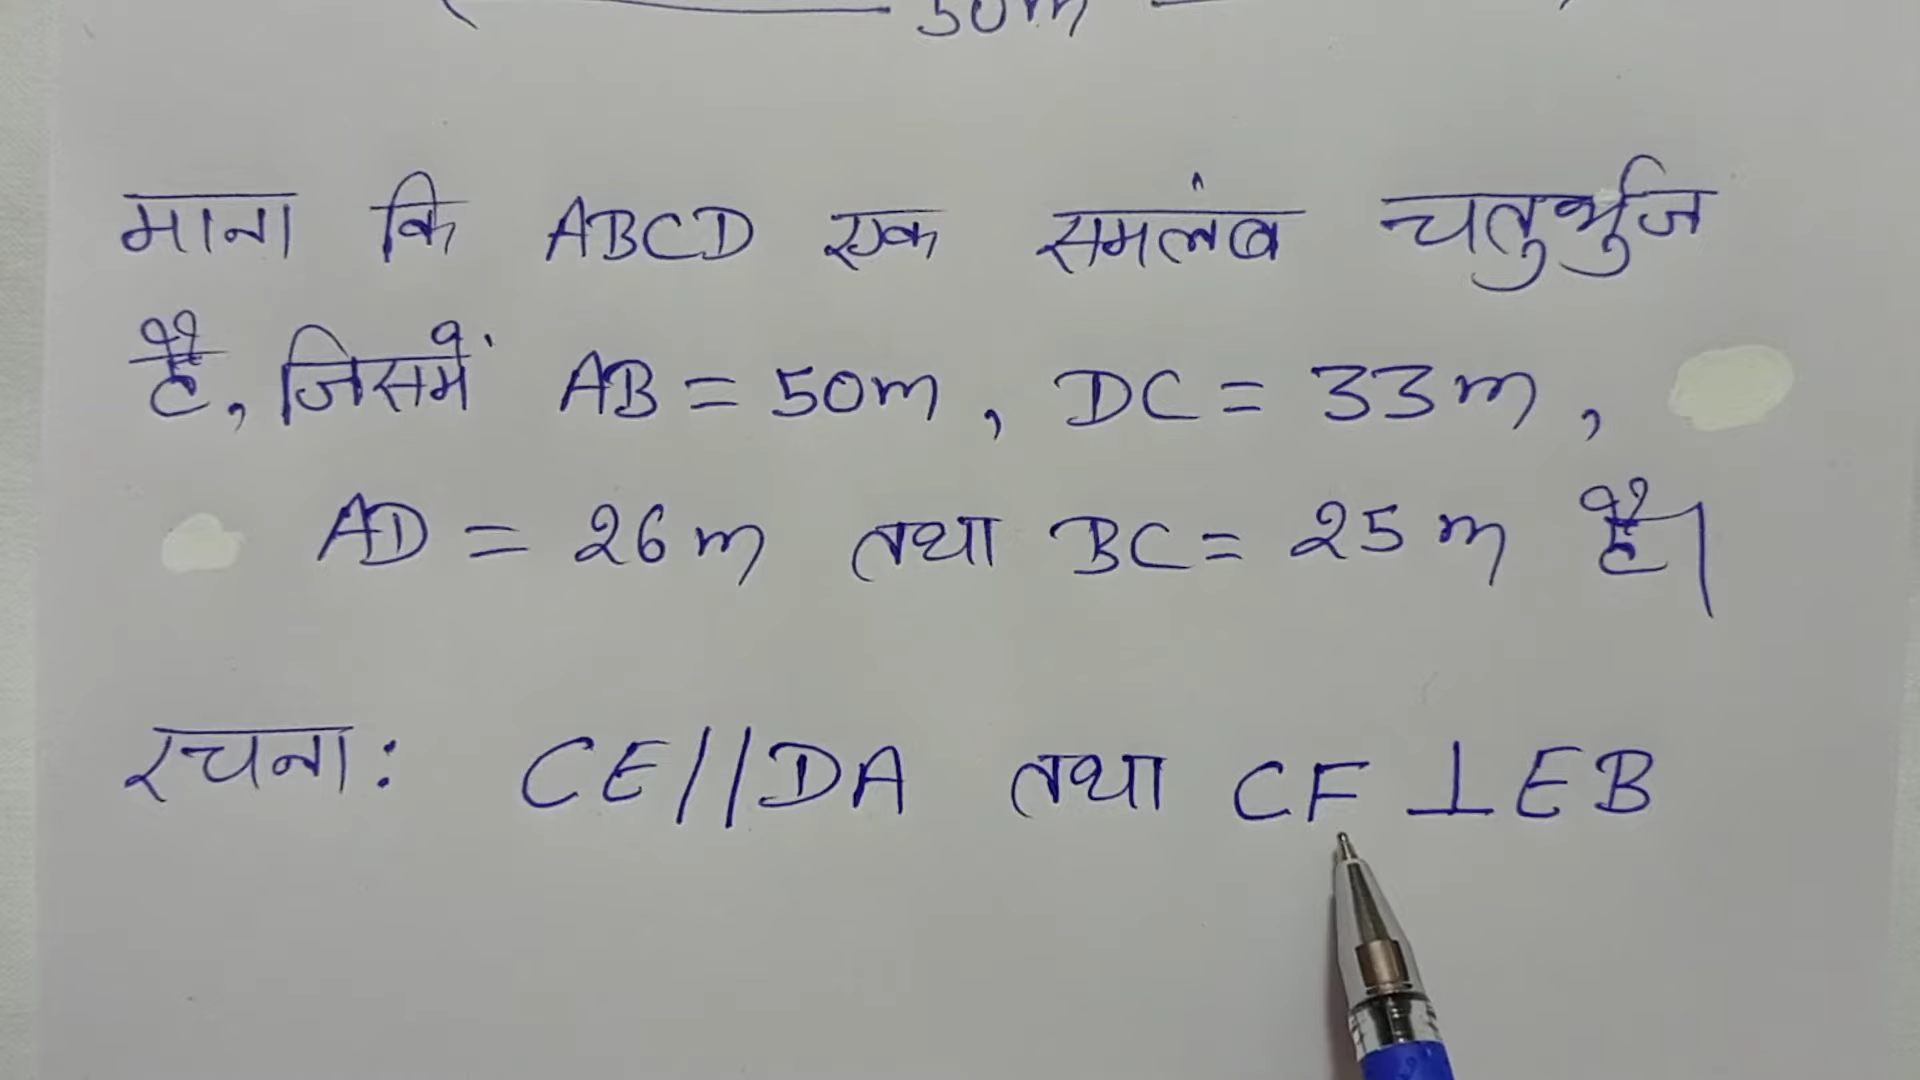 50m
माना कि ABCD एक समलंब चतुर्भुज
है, जिसमें AB = 50m, DC = 33m,
AD = 26m तथा BC = 25m है।
रचना: CE//DA तथा CF ⊥ EB